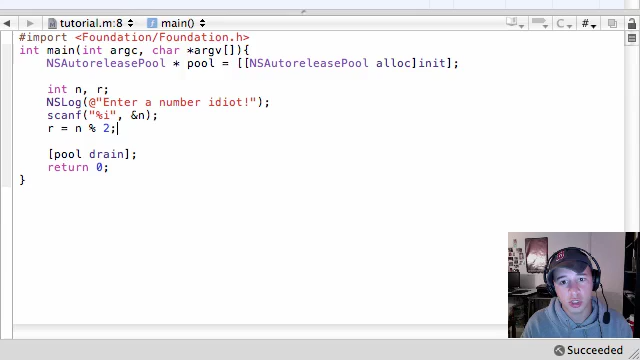 tutorial.m:8 main()
#import <Foundation/Foundation.h>
int main(int argc, char *argv[]){
NSAutoreleasePool * pool = [[NSAutoreleasePool alloc]init];
int n, r;
NSLog(@"Enter a number idiot!");
scanf("%i", &n);
r = n % 2;
[pool drain];
return 0;
}
Succeeded